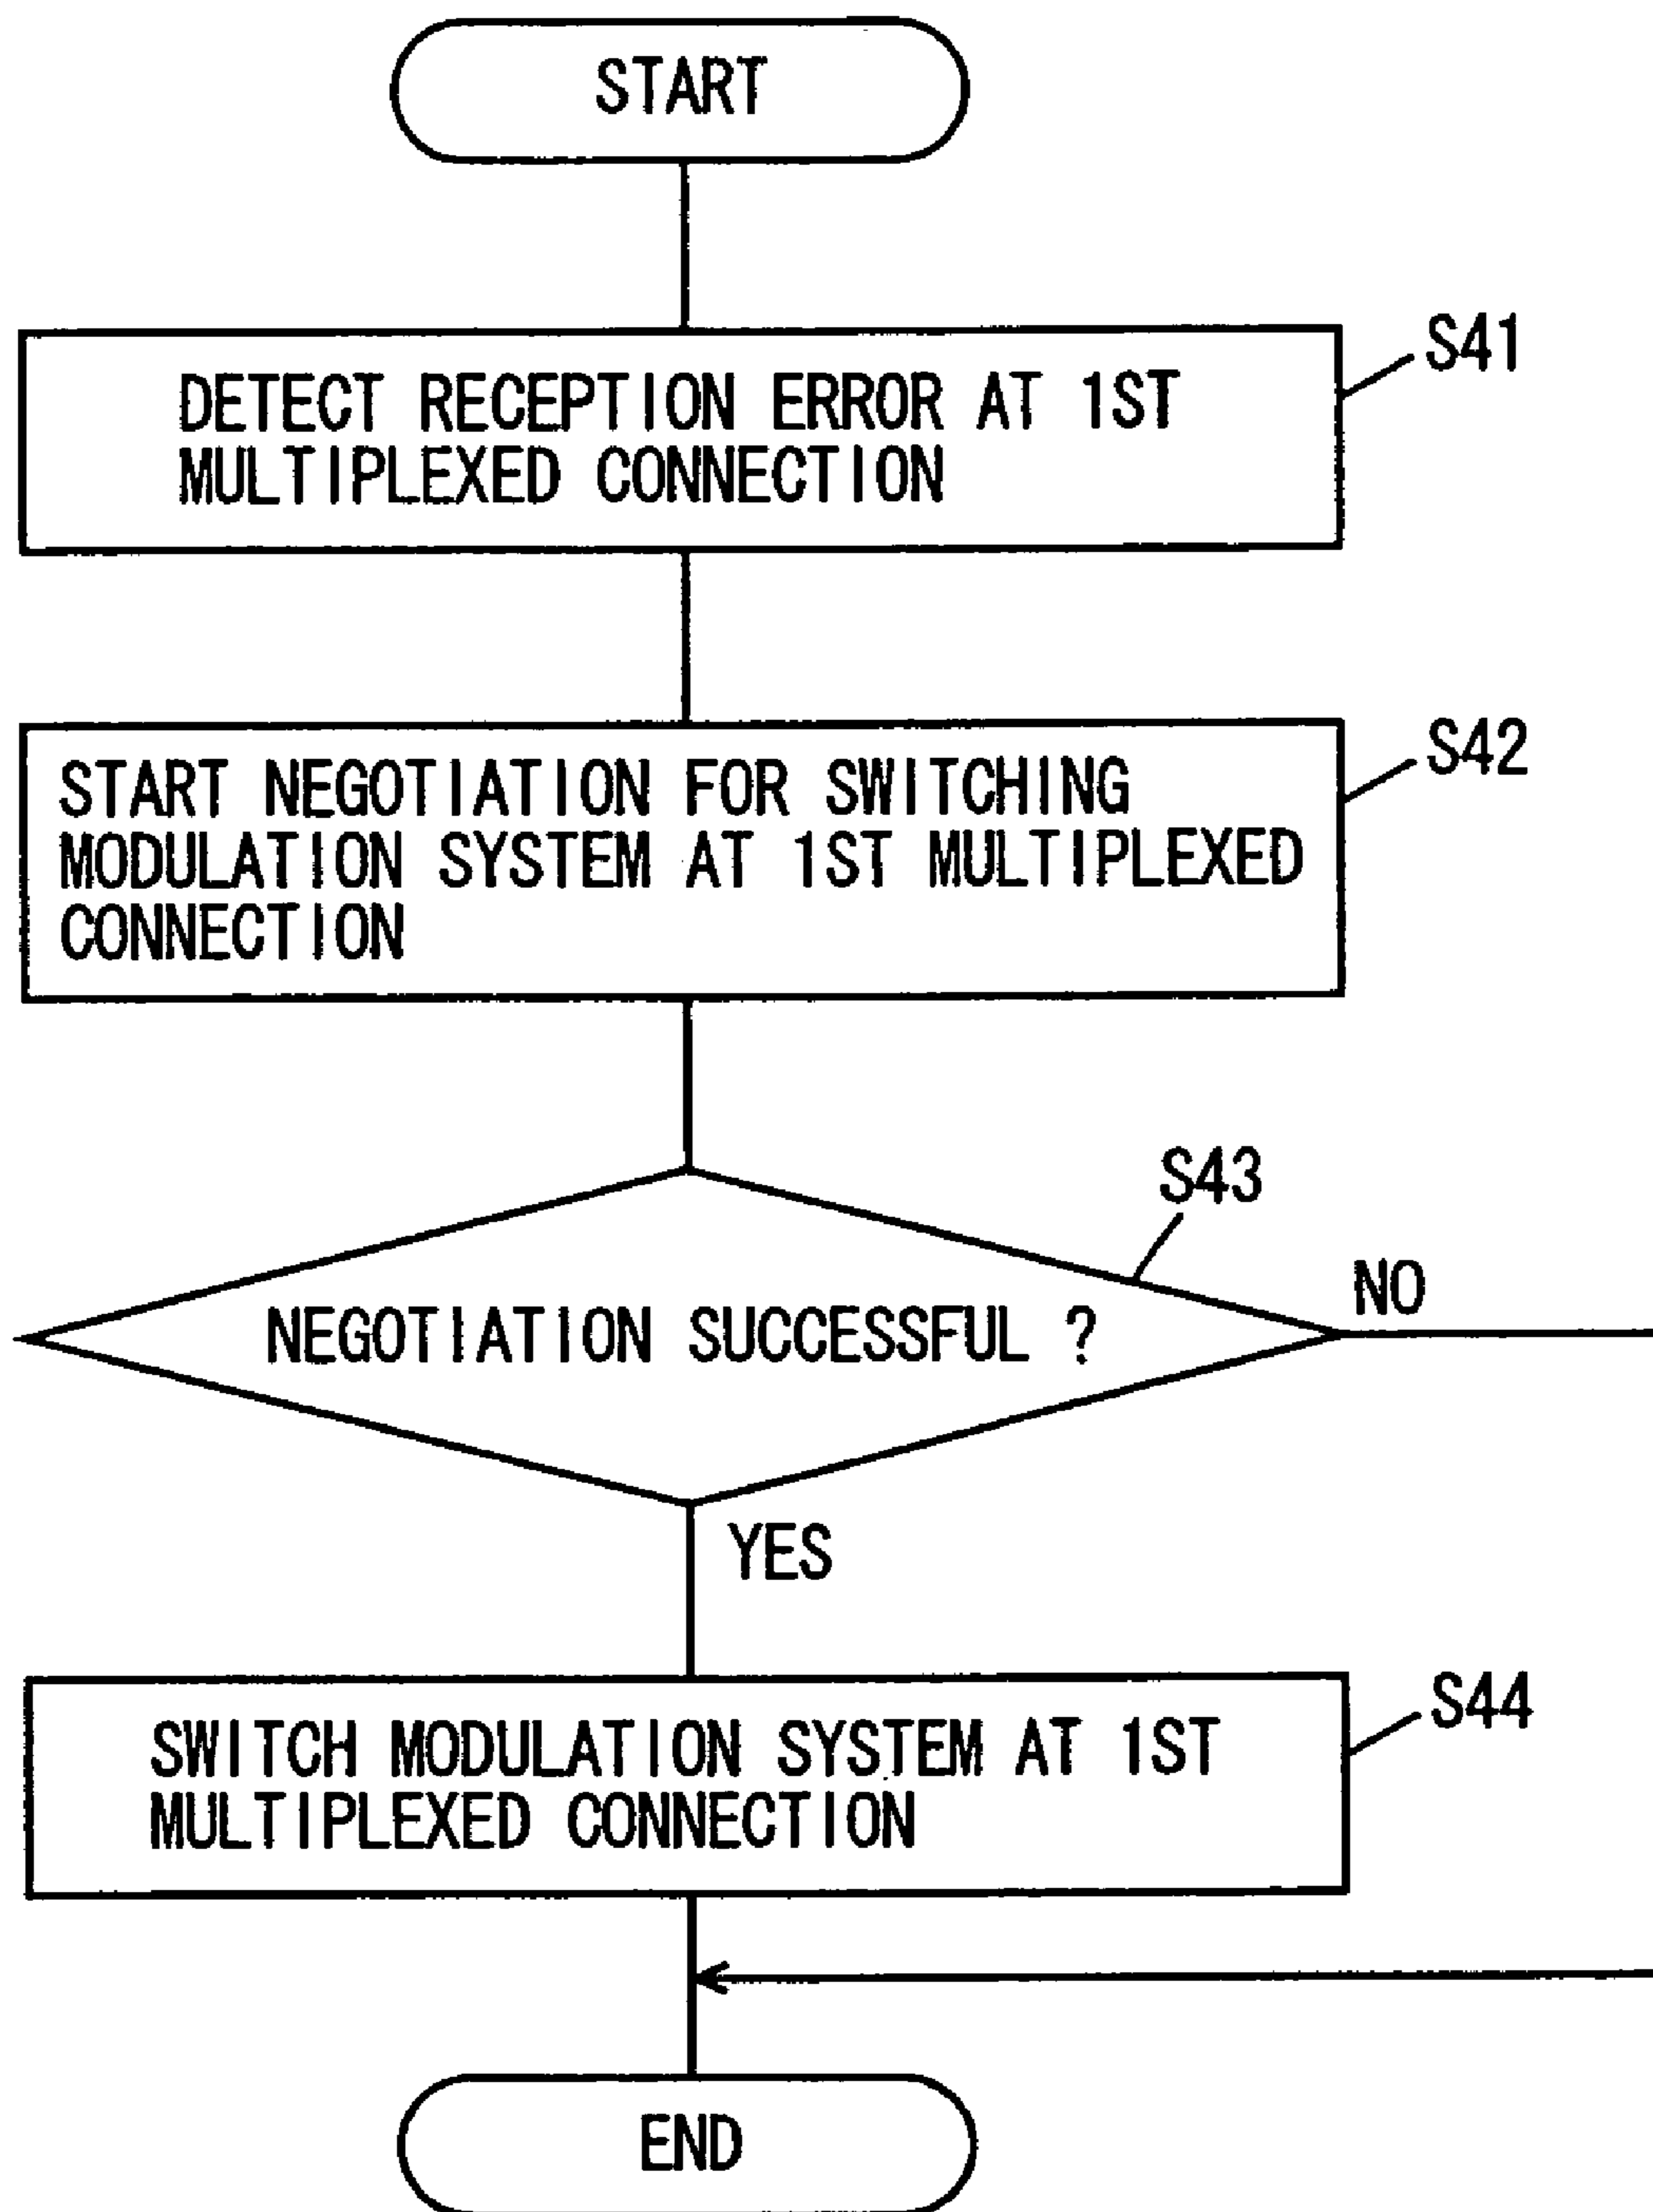 START
S41
DETECT RECEPTION ERROR AT 1ST
MULTIPLEXED CONNECTION
S42
START NEGOTIATION FOR SWITCHING
MODULATION SYSTEM AT 1ST MULTIPLEXED
CONNECTION
S43
NO
NEGOTIATION SUCCESSFUL ?
YES
S44
SWITCH MODULATION SYSTEM AT 1ST
MULTIPLEXED CONNECTION
END